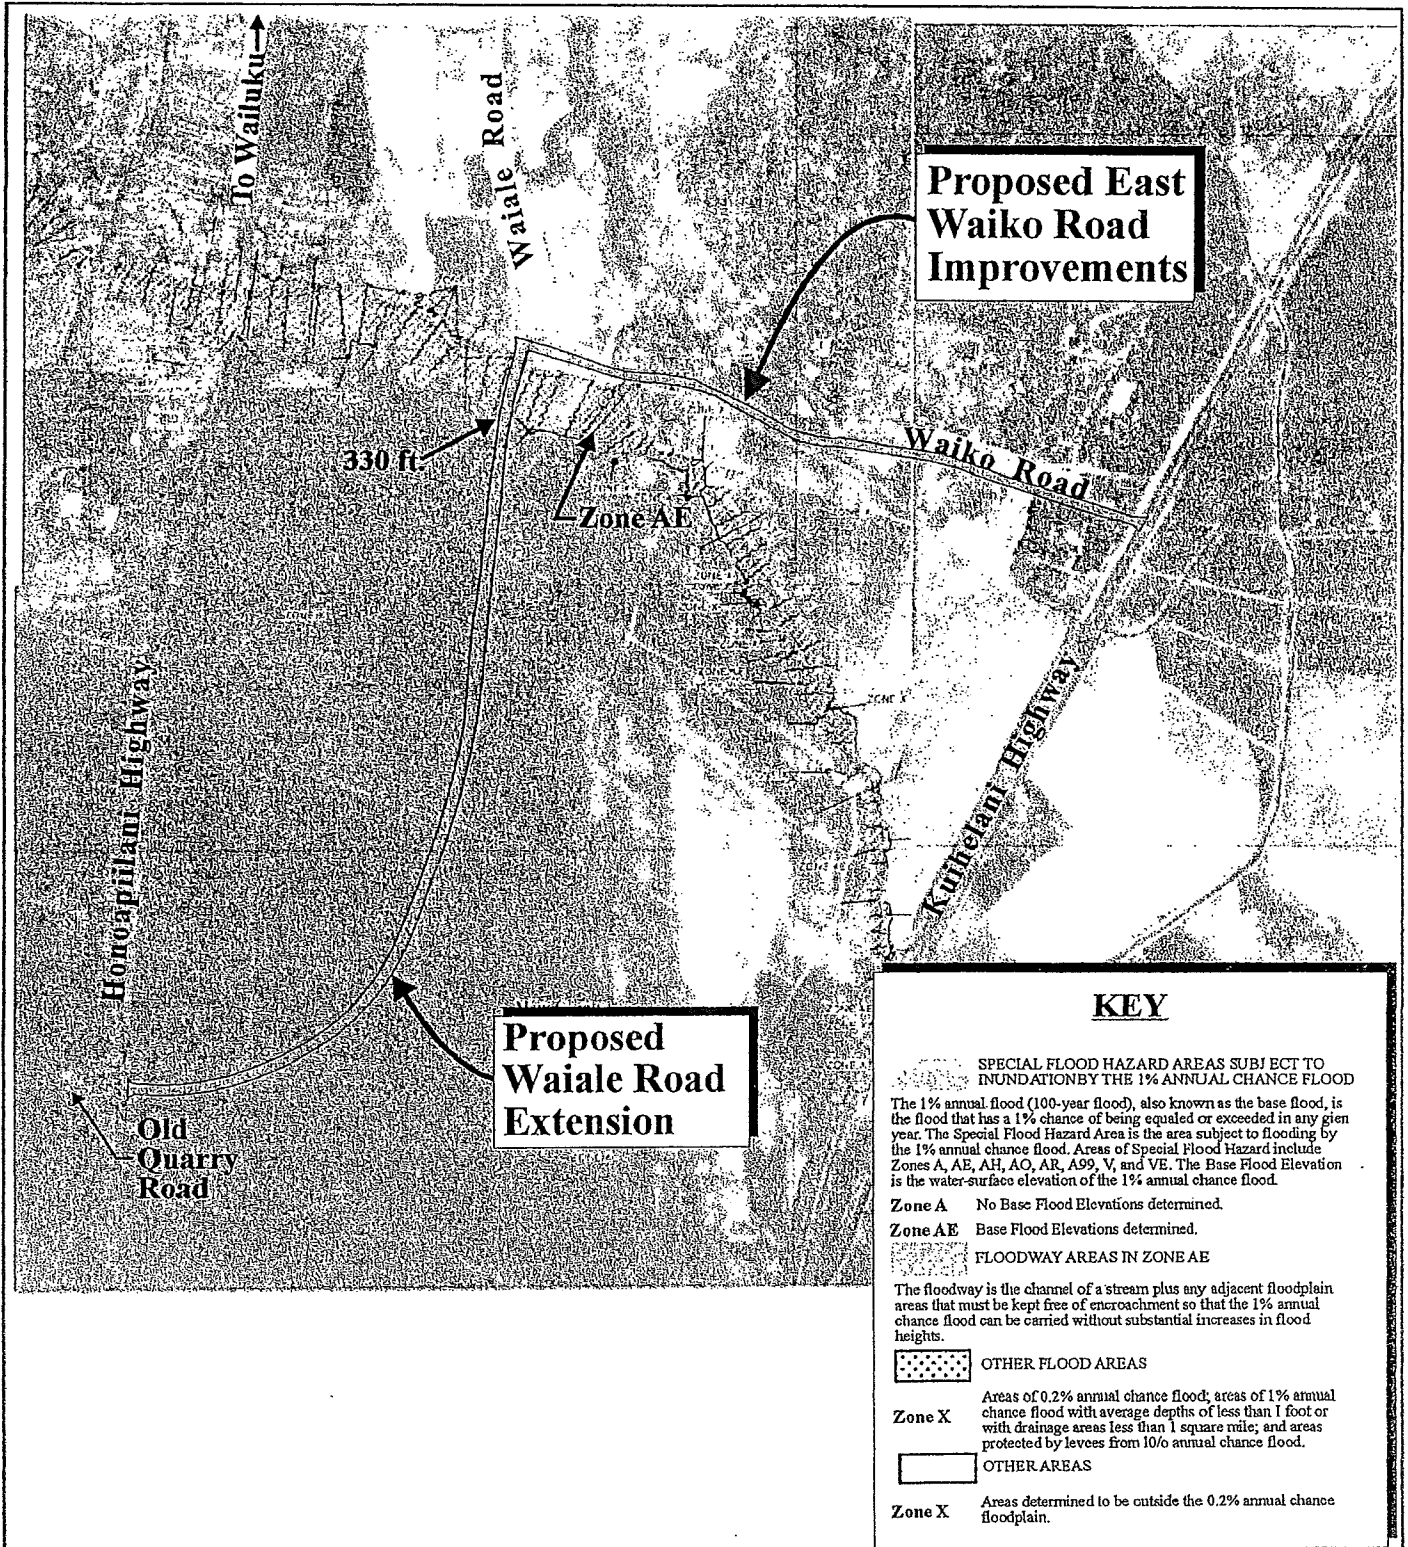 To Wailuku
Waiale Road
Proposed East
Waiko Road
Improvements
330 ft
Zone AE
Waiko Road
ZONE X
Honoapiilani Highway
Kuihelani Highway
Proposed
Waiale Road
Extension
Old
Quarry
Road
KEY
SPECIAL FLOOD HAZARD AREAS SUBJ ECT TO
INUNDATIONBY THE 1% ANNUAL CHANCE FLOOD
The 1% annual flood (100-year flood), also known as the base flood, is
the flood that has a 1% chance of being equaled or exceeded in any gien
year. The Special Flood Hazard Area is the area subject to flooding by
the 1% annual chance flood. Areas of Special Flood Hazard include
Zones A, AE, AH, AO, AR, A99, V, and VE. The Base Flood Elevation
is the water-surface elevation of the 1% annual chance flood.
Zone A No Base Flood Elevations determined.
Zone AE Base Flood Elevations determined.
FLOODWAY AREAS IN ZONE AE
The floodway is the channel of a stream plus any adjacent floodplain
areas that must be kept free of encroachment so that the 1% annual
chance flood can be carried without substantial increases in flood
heights.
OTHER FLOOD AREAS
Zone X Areas of 0.2% annual chance flood; areas of 1% annual
chance flood with average depths of less than 1 foot or
with drainage areas less than 1 square mile; and areas
protected by levees from 10/o annual chance flood.
OTHER AREAS
Zone X Areas determined to be outside the 0.2% annual chance
floodplain.